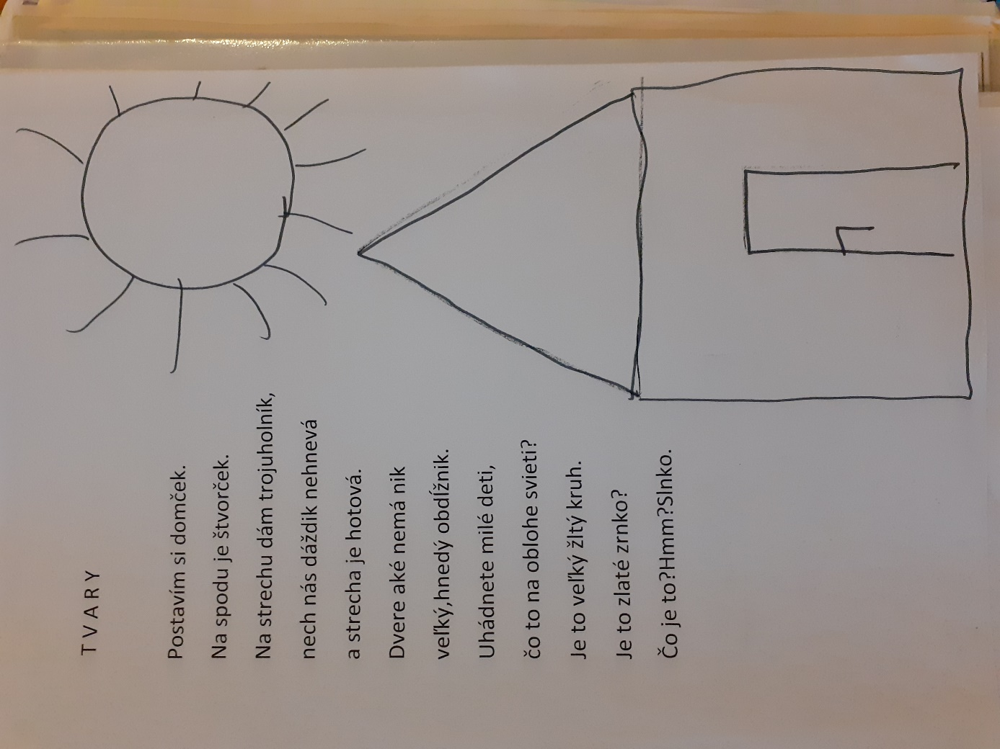 T V A R Y
Postavím si domček.
Na spodu je štvorček.
Na strechu dám trojuholník,
nech nás dáždik nehnevá
a strecha je hotová.
Dvere aké nemá nik
veľký,hnedý obdĺžnik.
Uhádnete milé deti,
čo to na oblohe svieti?
Je to veľký žltý kruh.
Je to zlaté zrnko?
Čo je to?Hmm?Slnko.